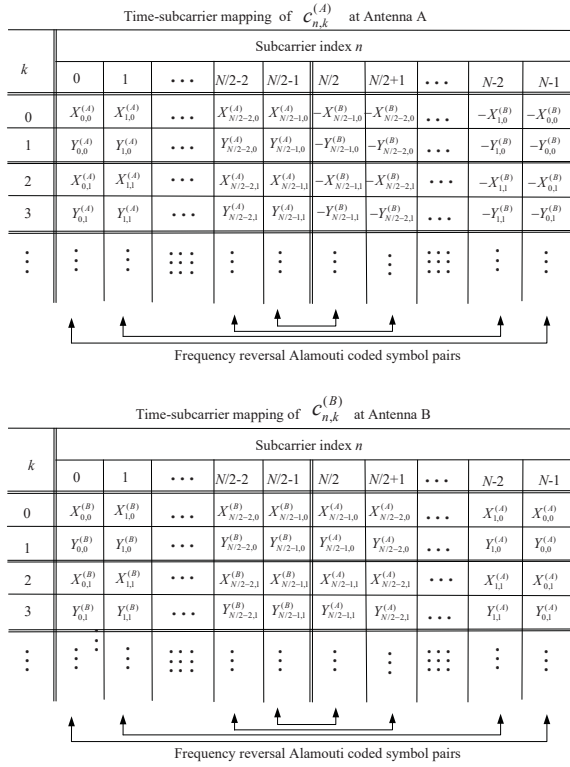 Time-subcarrier mapping of $c_{n,k}^{(A)}$ at Antenna A
Subcarrier index n
k
0 1 ⋯ N/2-2 N/2-1 N/2 N/2+1 ⋯ N-2 N-1
0 $X_{0,0}^{(A)}$ $X_{1,0}^{(A)}$ ⋯ $X_{N/2-2,0}^{(A)}$ $X_{N/2-1,0}^{(A)}$ $-X_{N/2-1,0}^{(B)}$ $-X_{N/2-2,0}^{(B)}$ ⋯ $-X_{1,0}^{(B)}$ $-X_{0,0}^{(B)}$
1 $Y_{0,0}^{(A)}$ $Y_{1,0}^{(A)}$ ⋯ $Y_{N/2-2,0}^{(A)}$ $Y_{N/2-1,0}^{(A)}$ $-Y_{N/2-1,0}^{(B)}$ $-Y_{N/2-2,0}^{(B)}$ ⋯ $-Y_{1,0}^{(B)}$ $-Y_{0,0}^{(B)}$
2 $X_{0,1}^{(A)}$ $X_{1,1}^{(A)}$ ⋯ $X_{N/2-2,1}^{(A)}$ $X_{N/2-1,1}^{(A)}$ $-X_{N/2-1,1}^{(B)}$ $-X_{N/2-2,1}^{(B)}$ ⋯ $-X_{1,1}^{(B)}$ $-X_{0,1}^{(B)}$
3 $Y_{0,1}^{(A)}$ $Y_{1,1}^{(A)}$ ⋯ $Y_{N/2-2,1}^{(A)}$ $Y_{N/2-1,1}^{(A)}$ $-Y_{N/2-1,1}^{(B)}$ $-Y_{N/2-2,1}^{(B)}$ ⋯ $-Y_{1,1}^{(B)}$ $-Y_{0,1}^{(B)}$
Frequency reversal Alamouti coded symbol pairs
Time-subcarrier mapping of $c_{n,k}^{(B)}$ at Antenna B
Subcarrier index n
k
0 1 ⋯ N/2-2 N/2-1 N/2 N/2+1 ⋯ N-2 N-1
0 $X_{0,0}^{(B)}$ $X_{1,0}^{(B)}$ ⋯ $X_{N/2-2,0}^{(B)}$ $X_{N/2-1,0}^{(B)}$ $X_{N/2-1,0}^{(A)}$ $X_{N/2-2,0}^{(A)}$ ⋯ $X_{1,0}^{(A)}$ $X_{0,0}^{(A)}$
1 $Y_{0,0}^{(B)}$ $Y_{1,0}^{(B)}$ ⋯ $Y_{N/2-2,0}^{(B)}$ $Y_{N/2-1,0}^{(B)}$ $Y_{N/2-1,0}^{(A)}$ $Y_{N/2-2,0}^{(A)}$ ⋯ $Y_{1,0}^{(A)}$ $Y_{0,0}^{(A)}$
2 $X_{0,1}^{(B)}$ $X_{1,1}^{(B)}$ ⋯ $X_{N/2-2,1}^{(B)}$ $X_{N/2-1,1}^{(B)}$ $X_{N/2-1,1}^{(A)}$ $X_{N/2-2,1}^{(A)}$ ⋯ $X_{1,1}^{(A)}$ $X_{0,1}^{(A)}$
3 $Y_{0,1}^{(B)}$ $Y_{1,1}^{(B)}$ ⋯ $Y_{N/2-2,1}^{(B)}$ $Y_{N/2-1,1}^{(B)}$ $Y_{N/2-1,1}^{(A)}$ $Y_{N/2-2,1}^{(A)}$ ⋯ $Y_{1,1}^{(A)}$ $Y_{0,1}^{(A)}$
Frequency reversal Alamouti coded symbol pairs